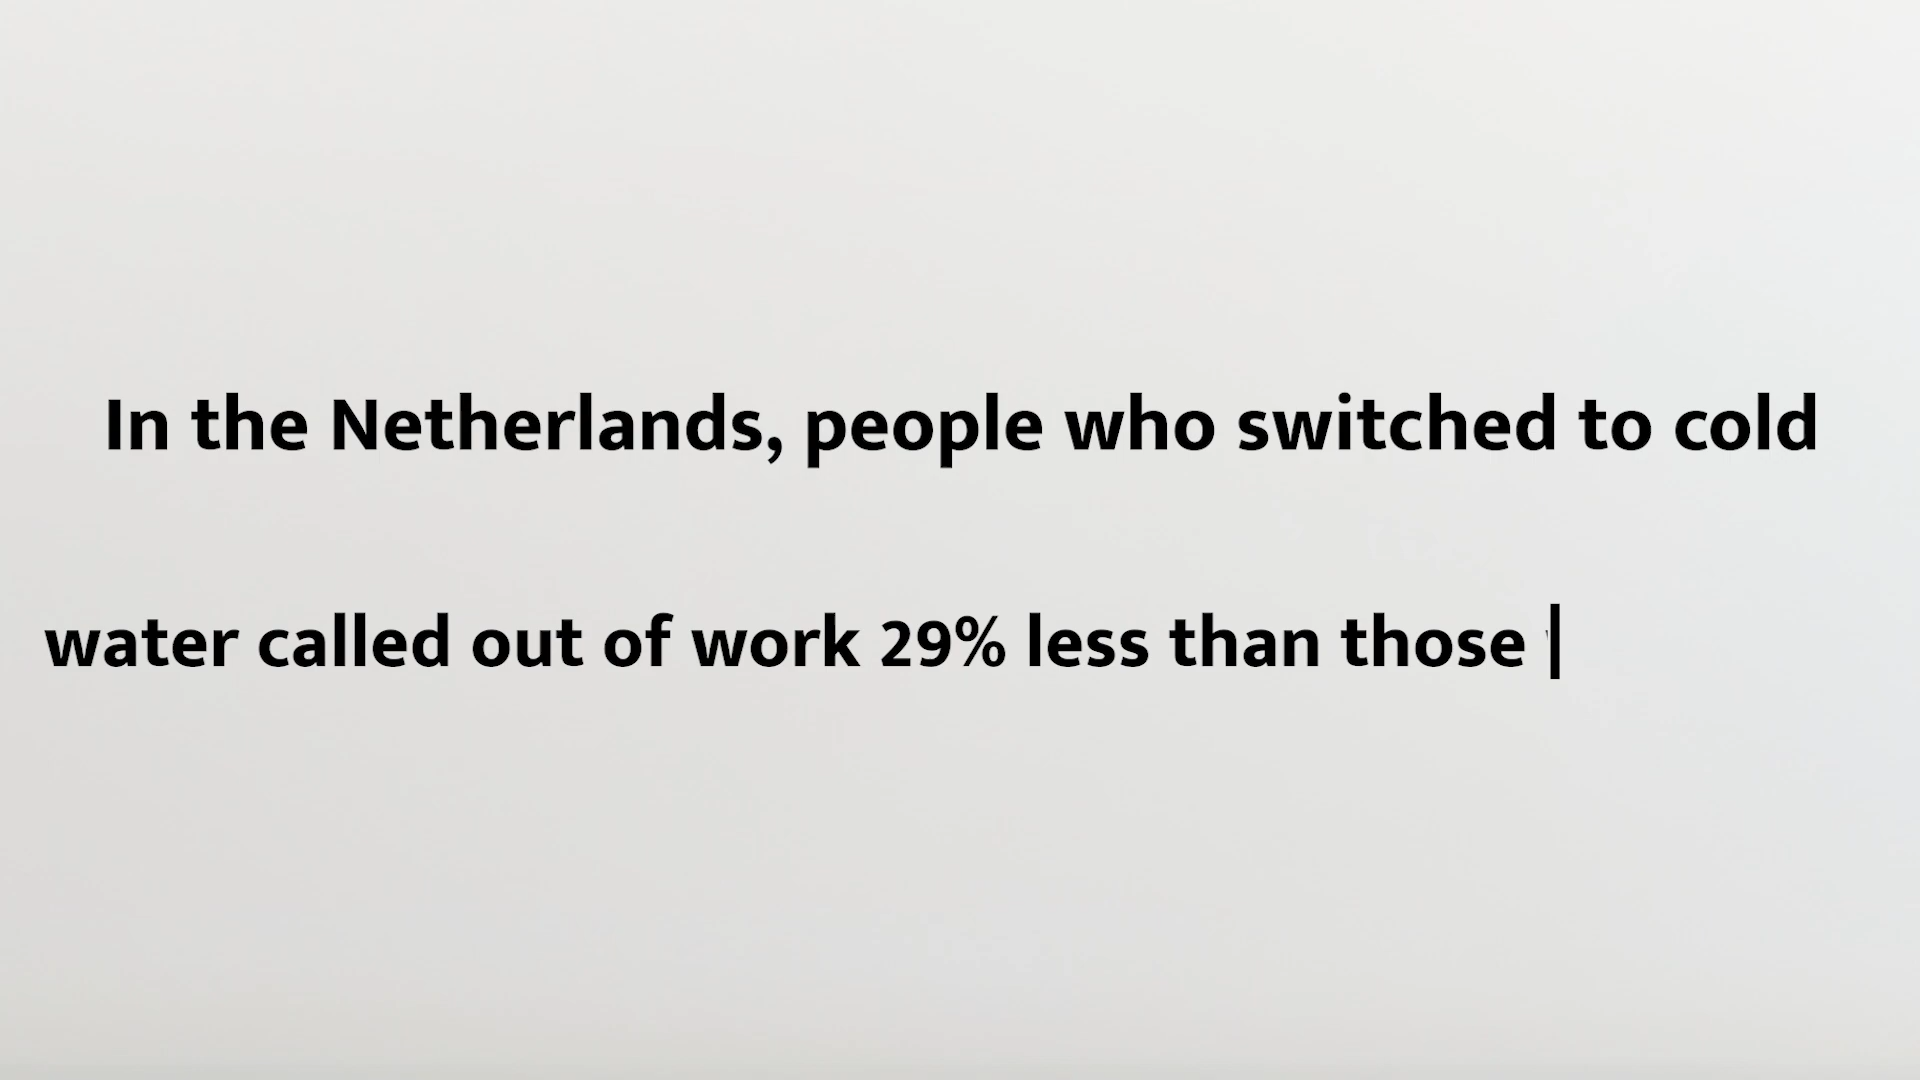 In the Netherlands, people who switched to cold
water called out of work 29% less than those